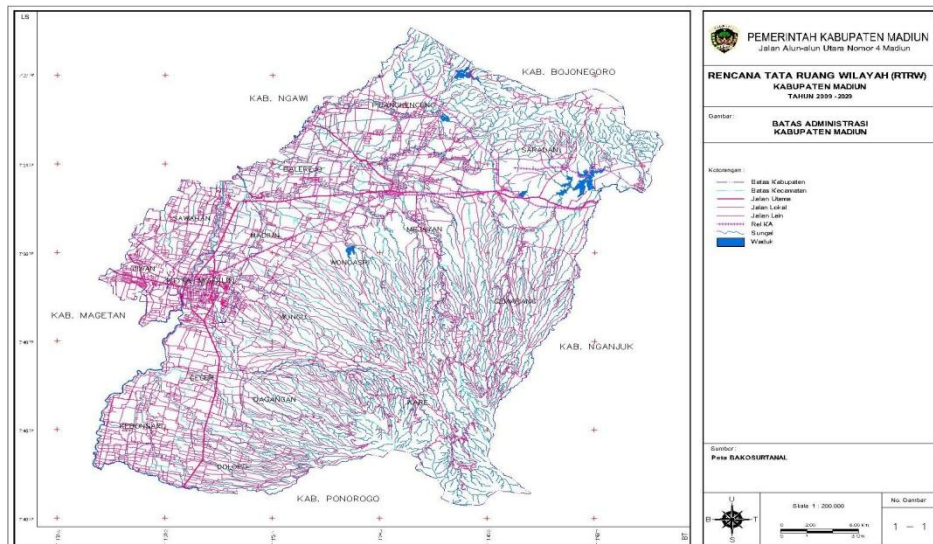 LS
KAB. BOJONEGORO
KAB. NGAWI
SARADAN
BALEREJO
SAWAHAN
MADIUN
MEJAYAN
WONOASRI
JIWAN
KOTA MADIUN
GEMARANG
KAB. MAGETAN
WUNGU
KAB. NGANJUK
GEGER
DAGANGAN
KARE
KEBONSARI
DOLOPO
KAB. PONOROGO
BT
PEMERINTAH KABUPATEN MADIUN
Jalan Alun-alun Utara Nomor 4 Madiun
RENCANA TATA RUANG WILAYAH (RTRW)
KABUPATEN MADIUN
TAHUN 2009 - 2029
Gambar :
BATAS ADMINISTRASI
KABUPATEN MADIUN
Keterangan :
Batas Kabupaten
Batas Kecamatan
Jalan Utama
Jalan Lokal
Jalan Lain
Rel KA
Sungai
Waduk
Sumber :
Peta BAKOSURTANAL
U
B
T
S
Skala 1 : 200.000
No. Gambar
1 - 1